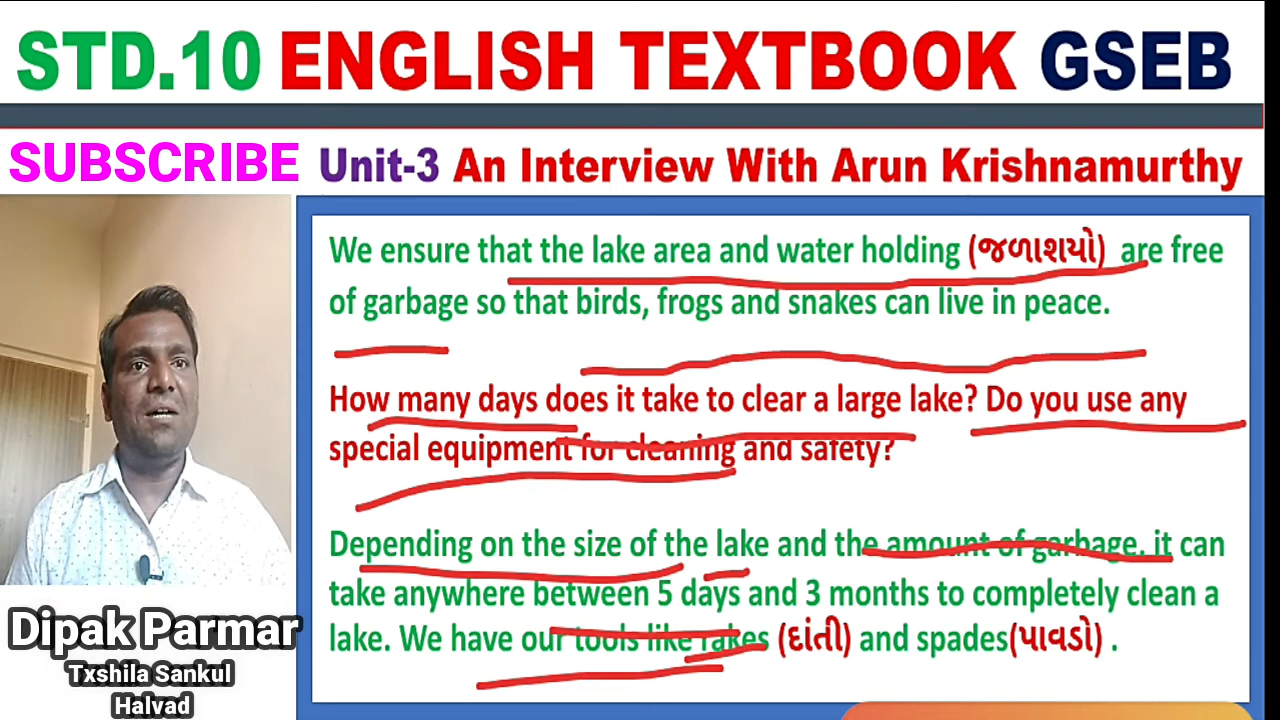 STD.10 ENGLISH TEXTBOOK GSEB
SUBSCRIBE Unit-3 An Interview With Arun Krishnamurthy
We ensure that the lake area and water holding (જળાશયો) are free
of garbage so that birds, frogs and snakes can live in peace.
How many days does it take to clear a large lake? Do you use any
special equipment for cleaning and safety?
Depending on the size of the lake and the amount of garbage, it can
take anywhere between 5 days and 3 months to completely clean a
lake. We have our tools like rakes (દાંતી) and spades(પાવડો) .
Dipak Parmar
Txshila Sankul
Halvad